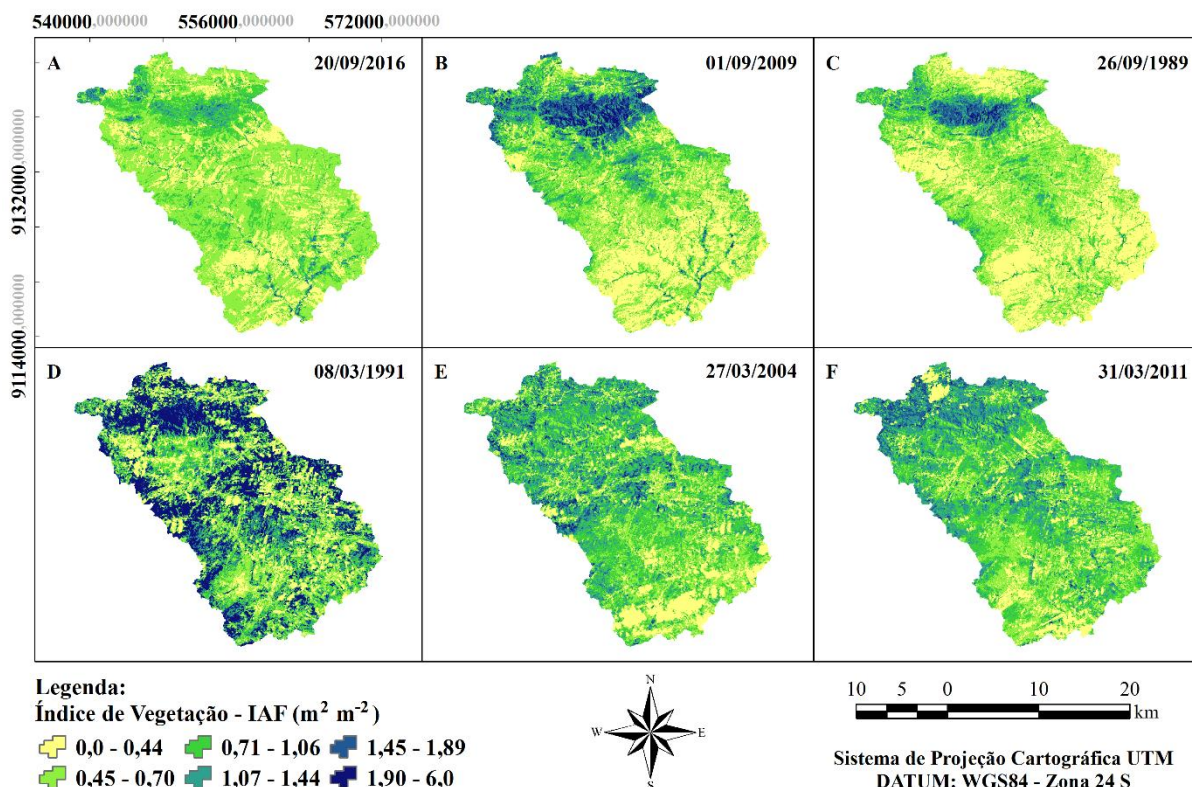 540000,000000 556000,000000 572000,000000
9132000,000000
9114000,000000
A 20/09/2016
B 01/09/2009
C 26/09/1989
D 08/03/1991
E 27/03/2004
F 31/03/2011
Legenda:
Índice de Vegetação - IAF (m² m⁻²)
0,0 - 0,44 0,71 - 1,06 1,45 - 1,89
0,45 - 0,70 1,07 - 1,44 1,90 - 6.0
N
W E
S
10 5 0 10 20
km
Sistema de Projeção Cartográfica UTM
DATUM: WGS84 - Zona 24 S